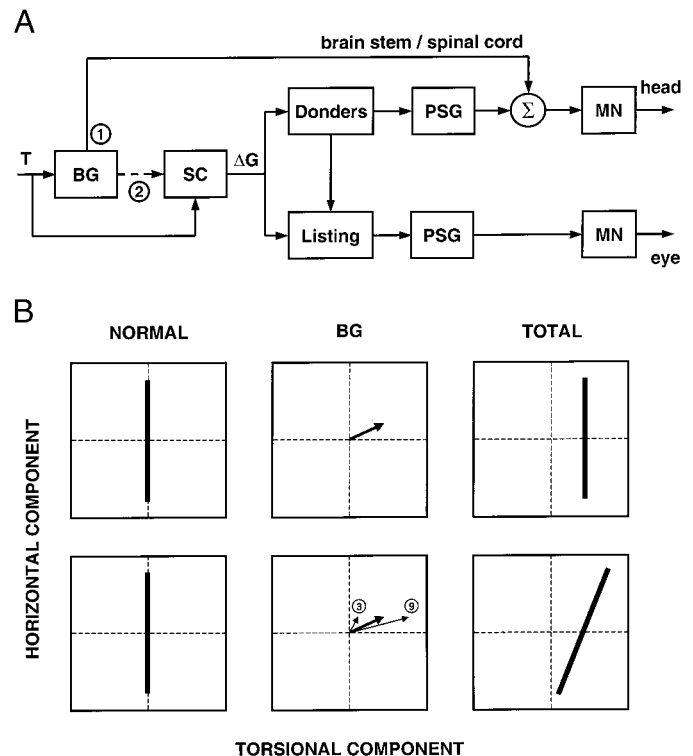 A
brain stem / spinal cord
head
Donders
PSG
Σ
MN
①
T
BG
②
SC
ΔG
Listing
PSG
MN
eye
B
NORMAL
BG
TOTAL
HORIZONTAL COMPONENT
③
⑨
TORSIONAL COMPONENT